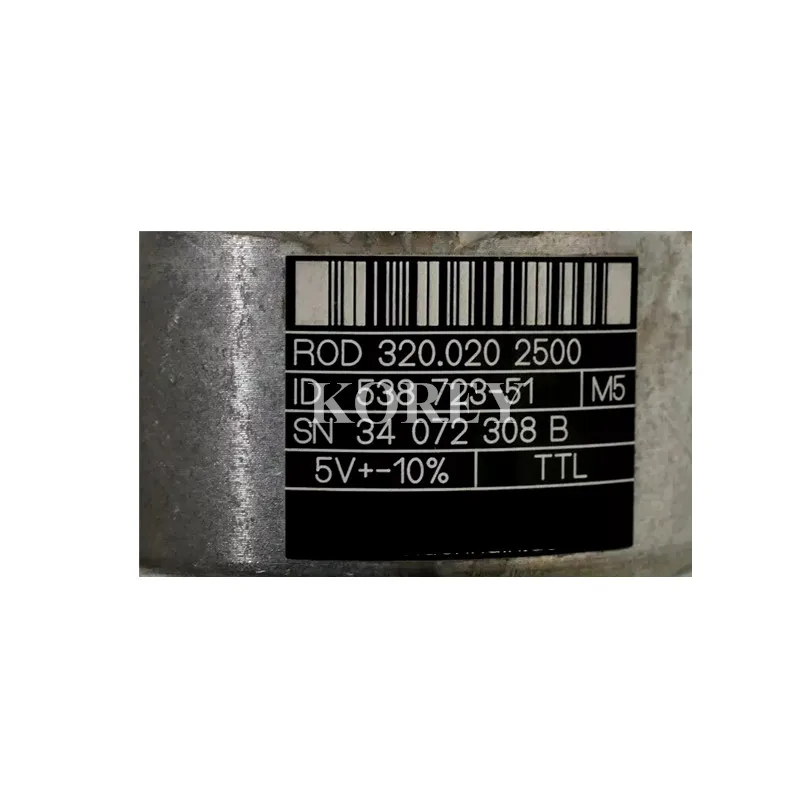 ROD 320.020 2500
ID 538 723-51 M5
KOREY
SN 34 072 308 B
5V+-10% TTL